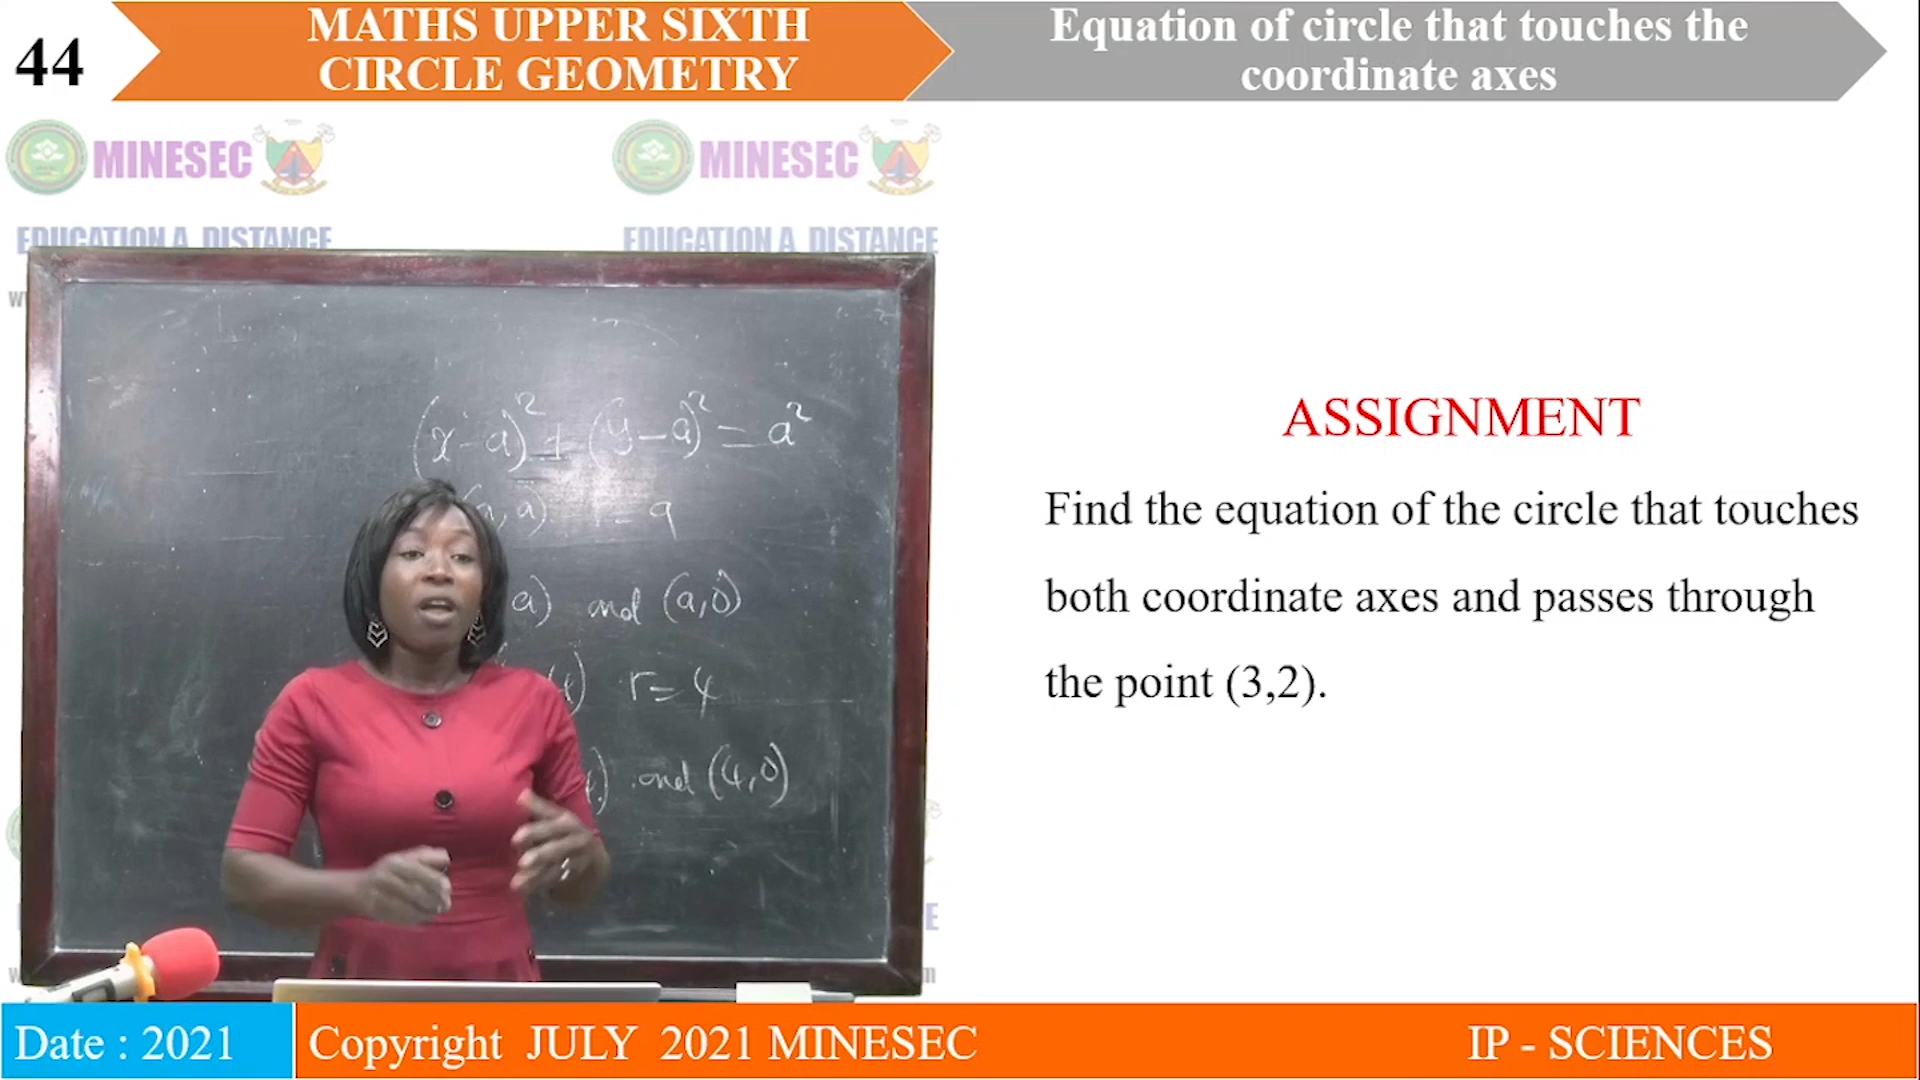 44
MATHS UPPER SIXTH
CIRCLE GEOMETRY
Equation of circle that touches the
coordinate axes
MINESEC
MINESEC
EDUCATION A DISTANCE
EDUCATION A DISTANCE
(x-a)² + (y-a)² = a²
a, a) r = a
a) and (a,0)
r = 4
and (4,0)
ASSIGNMENT
Find the equation of the circle that touches
both coordinate axes and passes through
the point (3,2).
Date : 2021
Copyright JULY 2021 MINESEC
IP - SCIENCES